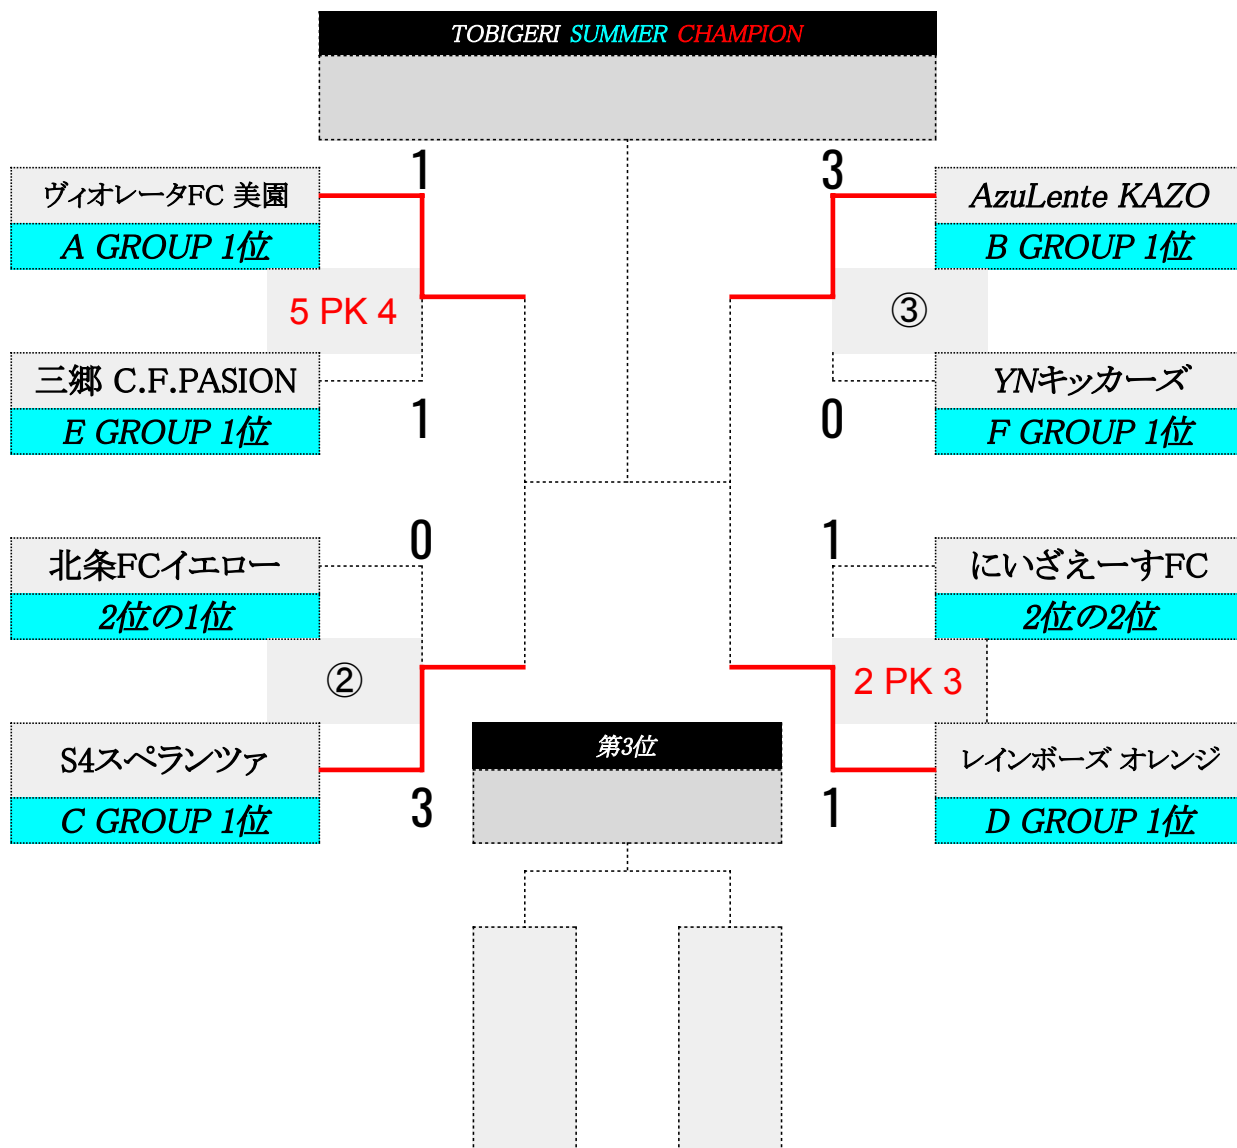 TOBIGERI SUMMER CHAMPION
1
3
ヴィオレータFC 美園
A GROUP 1位
AzuLente KAZO
B GROUP 1位
5 PK 4
③
三郷 C.F.PASION
E GROUP 1位
YNキッカーズ
F GROUP 1位
1
0
0
1
北条FCイエロー
2位の1位
にいざえーすFC
2位の2位
②
2 PK 3
S4スペランツァ
C GROUP 1位
第3位
レインボーズ オレンジ
D GROUP 1位
3
1